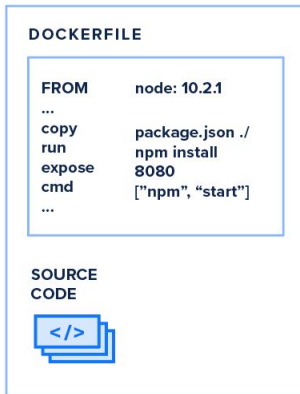 DOCKERFILE
FROM node: 10.2.1
...
copy package.json ./
run npm install
expose 8080
cmd ["npm", “start”]
...
SOURCE
CODE
</>